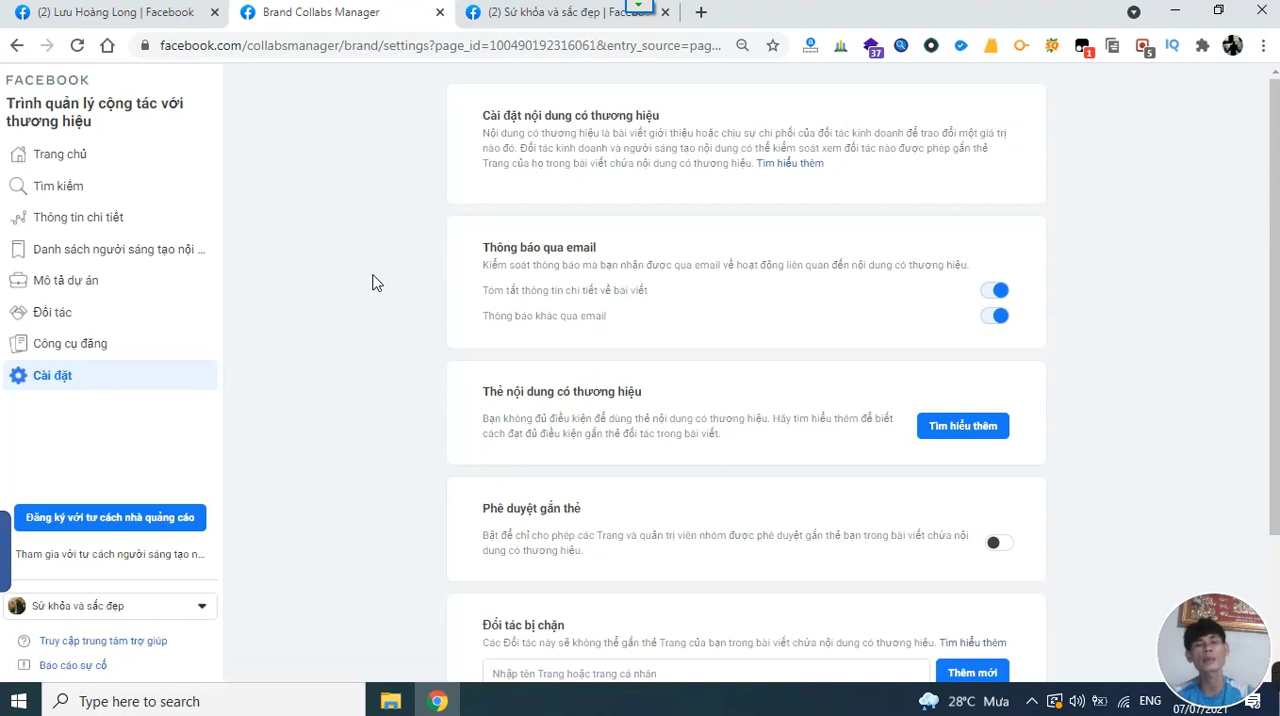 (2) Lưu Hoàng Long | Facebook
Brand Collabs Manager
(2) Sứ khỏa và sắc đẹp | Faceb
facebook.com/collabsmanager/brand/settings?page_id=100490192316061&entry_source=pag...
37
1
5
IQ
FACEBOOK
Trình quản lý cộng tác với
thương hiệu
Trang chủ
Tìm kiếm
Thông tin chi tiết
Danh sách người sáng tạo nội ...
Mô tả dự án
Đối tác
Công cụ đăng
Cài đặt
Đăng ký với tư cách nhà quảng cáo
Tham gia với tư cách người sáng tạo n...
Sứ khỏa và sắc đẹp
Truy cập trung tâm trợ giúp
Báo cáo sự cố
Cài đặt nội dung có thương hiệu
Nội dung có thương hiệu là bài viết giới thiệu hoặc chịu sự chi phối của đối tác kinh doanh để trao đổi một giá trị
nào đó. Đối tác kinh doanh và người sáng tạo nội dung có thể kiểm soát xem đối tác nào được phép gắn thẻ
Trang của họ trong bài viết chứa nội dung có thương hiệu. Tìm hiểu thêm
Thông báo qua email
Kiểm soát thông báo mà bạn nhận được qua email về hoạt động liên quan đến nội dung có thương hiệu.
Tóm tắt thông tin chi tiết về bài viết
Thông báo khác qua email
Thẻ nội dung có thương hiệu
Bạn không đủ điều kiện để dùng thẻ nội dung có thương hiệu. Hãy tìm hiểu thêm để biết
cách đạt đủ điều kiện gắn thẻ đối tác trong bài viết.
Tìm hiểu thêm
Phê duyệt gắn thẻ
Bật để chỉ cho phép các Trang và quản trị viên nhóm được phê duyệt gắn thẻ bạn trong bài viết chứa nội
dung có thương hiệu.
Đối tác bị chặn
Các Đối tác này sẽ không thể gắn thẻ Trang của bạn trong bài viết chứa nội dung có thương hiệu. Tìm hiểu thêm
Nhập tên Trang hoặc trang cá nhân
Thêm mới
Type here to search
28°C Mưa
ENG
07/07/2021